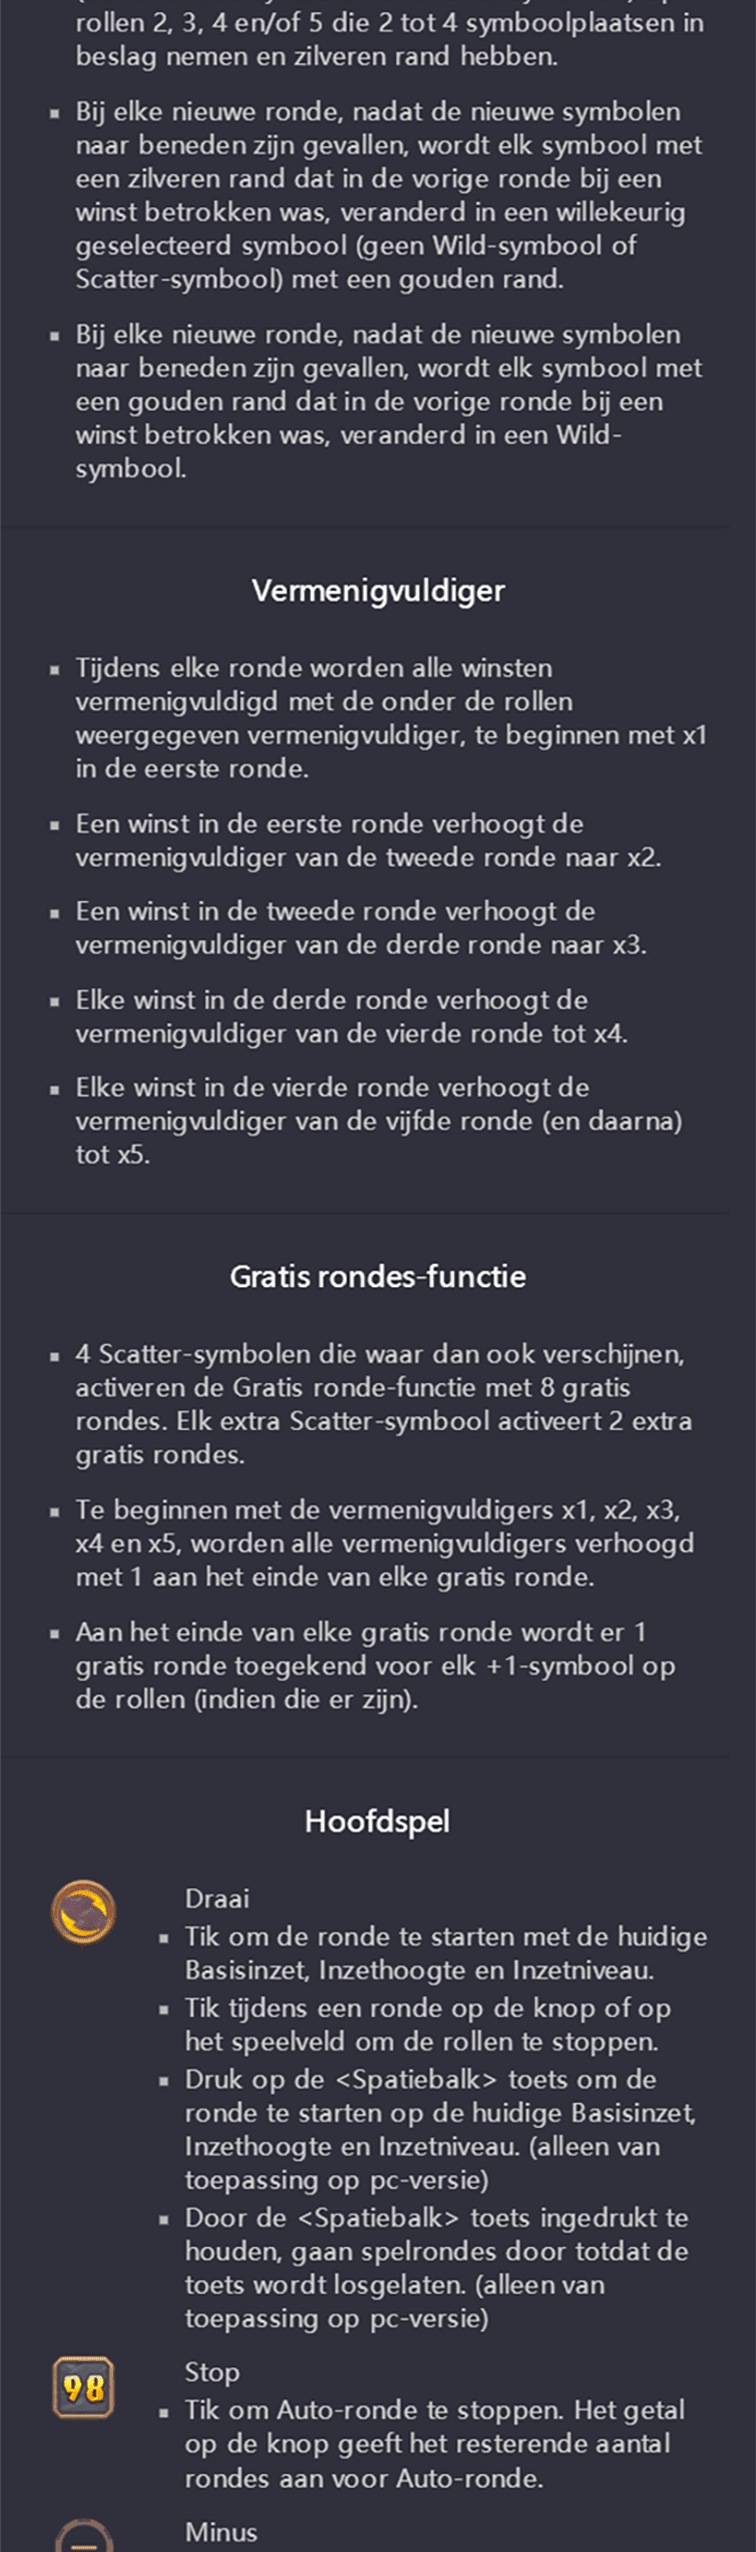 rollen 2, 3, 4 en/of 5 die 2 tot 4 symboolplaatsen in
beslag nemen en zilveren rand hebben.
▪ Bij elke nieuwe ronde, nadat de nieuwe symbolen
naar beneden zijn gevallen, wordt elk symbool met
een zilveren rand dat in de vorige ronde bij een
winst betrokken was, veranderd in een willekeurig
geselecteerd symbool (geen Wild-symbool of
Scatter-symbool) met een gouden rand.
▪ Bij elke nieuwe ronde, nadat de nieuwe symbolen
naar beneden zijn gevallen, wordt elk symbool met
een gouden rand dat in de vorige ronde bij een
winst betrokken was, veranderd in een Wild-
symbool.
Vermenigvuldiger
▪ Tijdens elke ronde worden alle winsten
vermenigvuldigd met de onder de rollen
weergegeven vermenigvuldiger, te beginnen met x1
in de eerste ronde.
▪ Een winst in de eerste ronde verhoogt de
vermenigvuldiger van de tweede ronde naar x2.
▪ Een winst in de tweede ronde verhoogt de
vermenigvuldiger van de derde ronde naar x3.
▪ Elke winst in de derde ronde verhoogt de
vermenigvuldiger van de vierde ronde tot x4.
▪ Elke winst in de vierde ronde verhoogt de
vermenigvuldiger van de vijfde ronde (en daarna)
tot x5.
Gratis rondes-functie
▪ 4 Scatter-symbolen die waar dan ook verschijnen,
activeren de Gratis ronde-functie met 8 gratis
rondes. Elk extra Scatter-symbool activeert 2 extra
gratis rondes.
▪ Te beginnen met de vermenigvuldigers x1, x2, x3,
x4 en x5, worden alle vermenigvuldigers verhoogd
met 1 aan het einde van elke gratis ronde.
▪ Aan het einde van elke gratis ronde wordt er 1
gratis ronde toegekend voor elk +1-symbool op
de rollen (indien die er zijn).
Hoofdspel
Draai
▪ Tik om de ronde te starten met de huidige
Basisinzet, Inzethoogte en Inzetniveau.
▪ Tik tijdens een ronde op de knop of op
het speelveld om de rollen te stoppen.
▪ Druk op de <Spatiebalk> toets om de
ronde te starten op de huidige Basisinzet,
Inzethoogte en Inzetniveau. (alleen van
toepassing op pc-versie)
▪ Door de <Spatiebalk> toets ingedrukt te
houden, gaan spelrondes door totdat de
toets wordt losgelaten. (alleen van
toepassing op pc-versie)
98
Stop
▪ Tik om Auto-ronde te stoppen. Het getal
op de knop geeft het resterende aantal
rondes aan voor Auto-ronde.
Minus